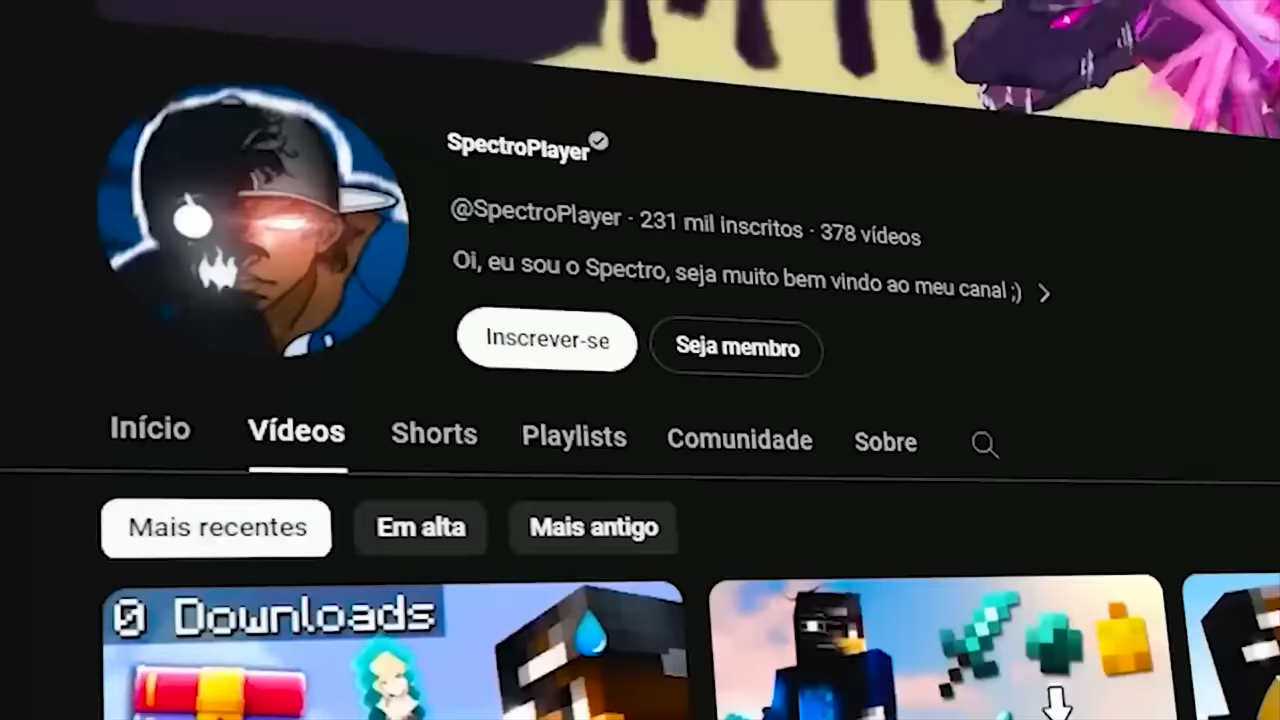 SpectroPlayer
@SpectroPlayer · 231 mil inscritos · 378 vídeos
Oi, eu sou o Spectro, seja muito bem vindo ao meu canal ;)
Inscrever-se
Seja membro
Início
Vídeos
Shorts
Playlists
Comunidade
Sobre
Mais recentes
Em alta
Mais antigo
0 Downloads